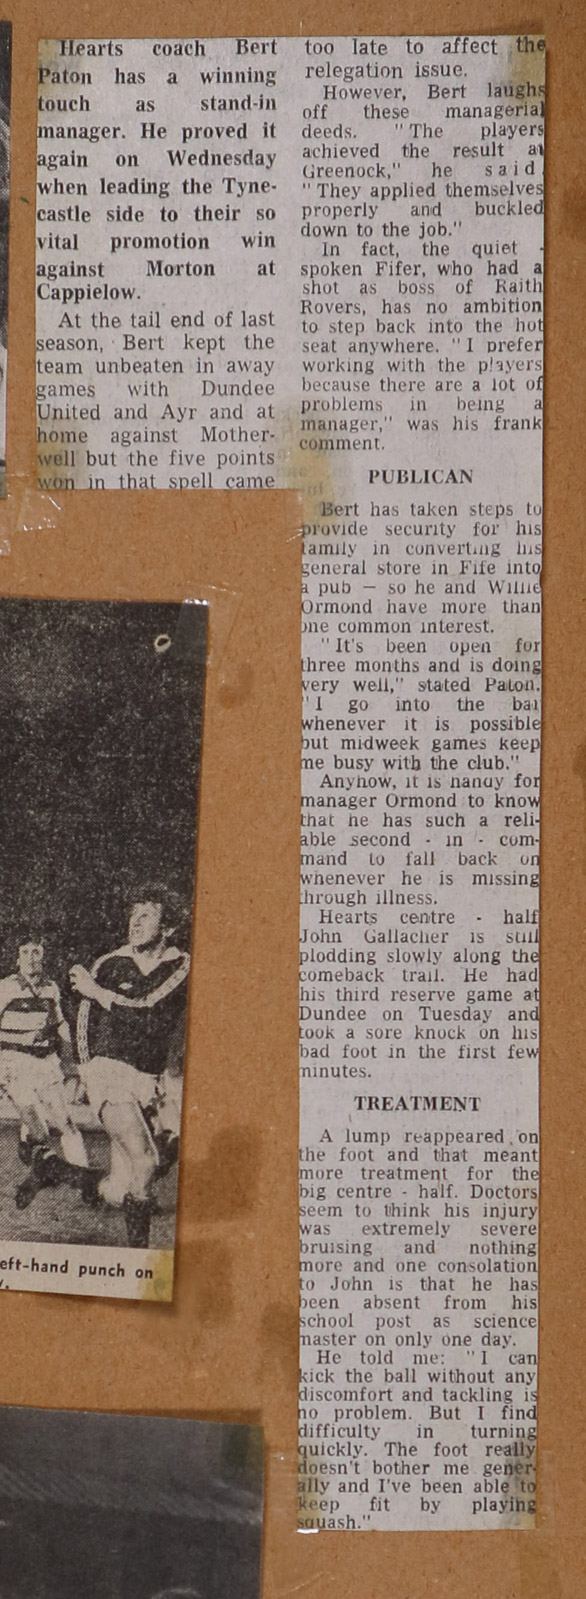 Hearts coach Bert
Paton has a winning
touch as stand-in
manager. He proved it
again on Wednesday
when leading the Tyne-
castle side to their so
vital promotion win
against Morton at
Cappielow.
At the tail end of last
season, Bert kept the
team unbeaten in away
games with Dundee
United and Ayr and at
home against Mother-
well but the five points
won in that spell came
too late to affect the
relegation issue.
However, Bert laughs
off these managerial
deeds. "The players
achieved the result at
Greenock," he said.
"They applied themselves
properly and buckled
down to the job."
In fact, the quiet -
spoken Fifer, who had a
shot as boss of Raith
Rovers, has no ambition
to step back into the hot
seat anywhere. "I prefer
working with the players
because there are a lot of
problems in being a
manager," was his frank
comment.
PUBLICAN
Bert has taken steps to
provide security for his
family in converting his
general store in Fife into
a pub — so he and Willie
Ormond have more than
one common interest.
"It's been open for
three months and is doing
very well," stated Paton.
"I go into the bar
whenever it is possible
but midweek games keep
me busy with the club."
Anyhow, it is handy for
manager Ormond to know
that he has such a reli-
able second - in - com-
mand to fall back on
whenever he is missing
through illness.
Hearts centre - half
John Gallacher is still
plodding slowly along the
comeback trail. He had
his third reserve game at
Dundee on Tuesday and
took a sore knock on his
bad foot in the first few
minutes.
TREATMENT
A lump reappeared on
the foot and that meant
more treatment for the
big centre - half. Doctors
seem to think his injury
was extremely severe
bruising and nothing
more and one consolation
to John is that he has
been absent from his
school post as science
master on only one day.
He told me: "I can
kick the ball without any
discomfort and tackling is
no problem. But I find
difficulty in turning
quickly. The foot really
doesn't bother me gener-
ally and I've been able to
keep fit by playing
squash."
eft-hand punch on